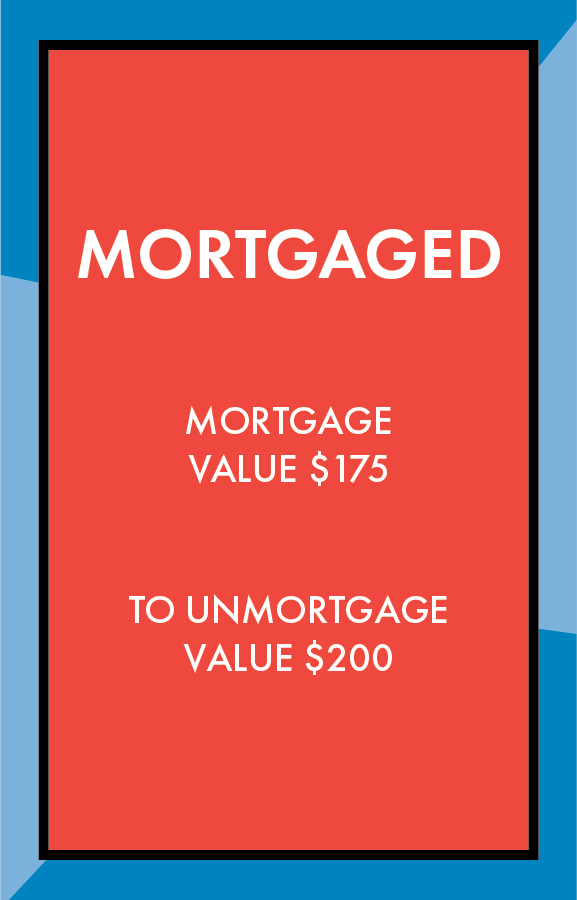 MORTGAGED
MORTGAGE
VALUE $175
TO UNMORTGAGE
VALUE $200